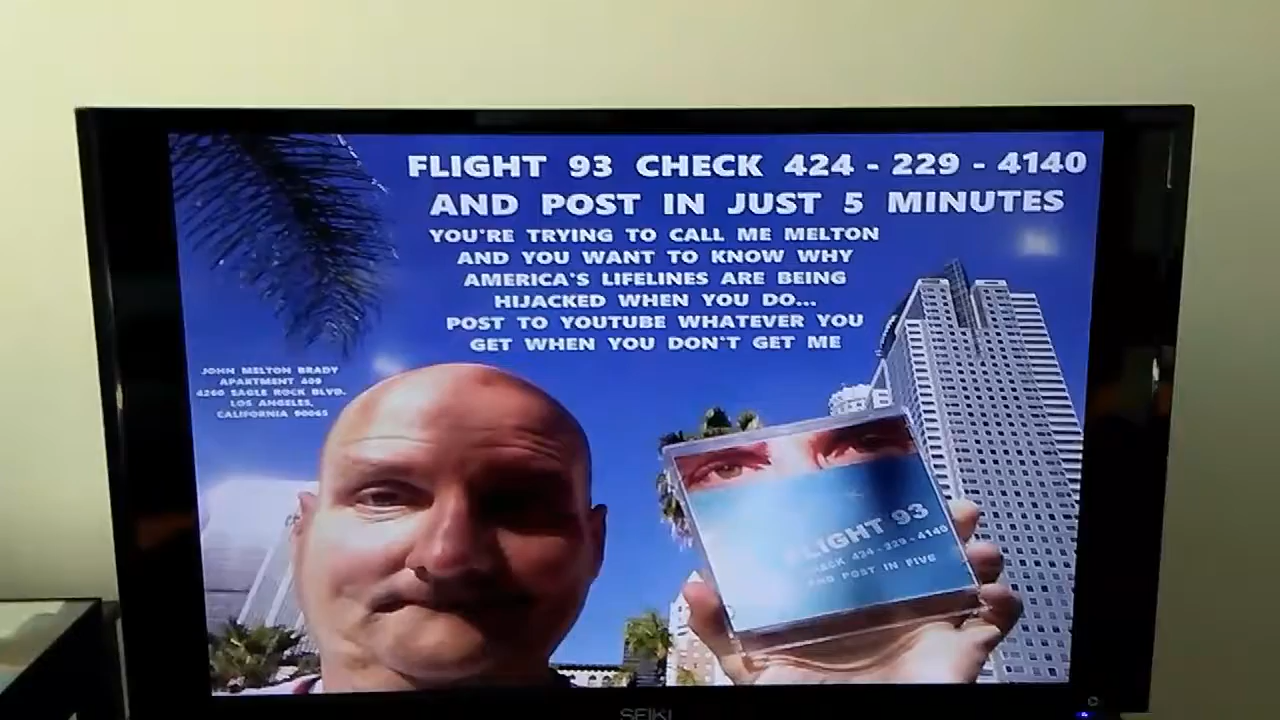 FLIGHT 93 CHECK 424 - 229 - 4140
AND POST IN JUST 5 MINUTES
YOU'RE TRYING TO CALL ME MELTON
AND YOU WANT TO KNOW WHY
AMERICA'S LIFELINES ARE BEING
HIJACKED WHEN YOU DO...
POST TO YOUTUBE WHATEVER YOU
GET WHEN YOU DON'T GET ME
JOHN MELTON BRADY
APARTMENT 409
4260 EAGLE ROCK BLVD.
LOS ANGELES,
CALIFORNIA 90065
FLIGHT 93
CHECK 424-229-4140
AND POST IN FIVE
SEIKI